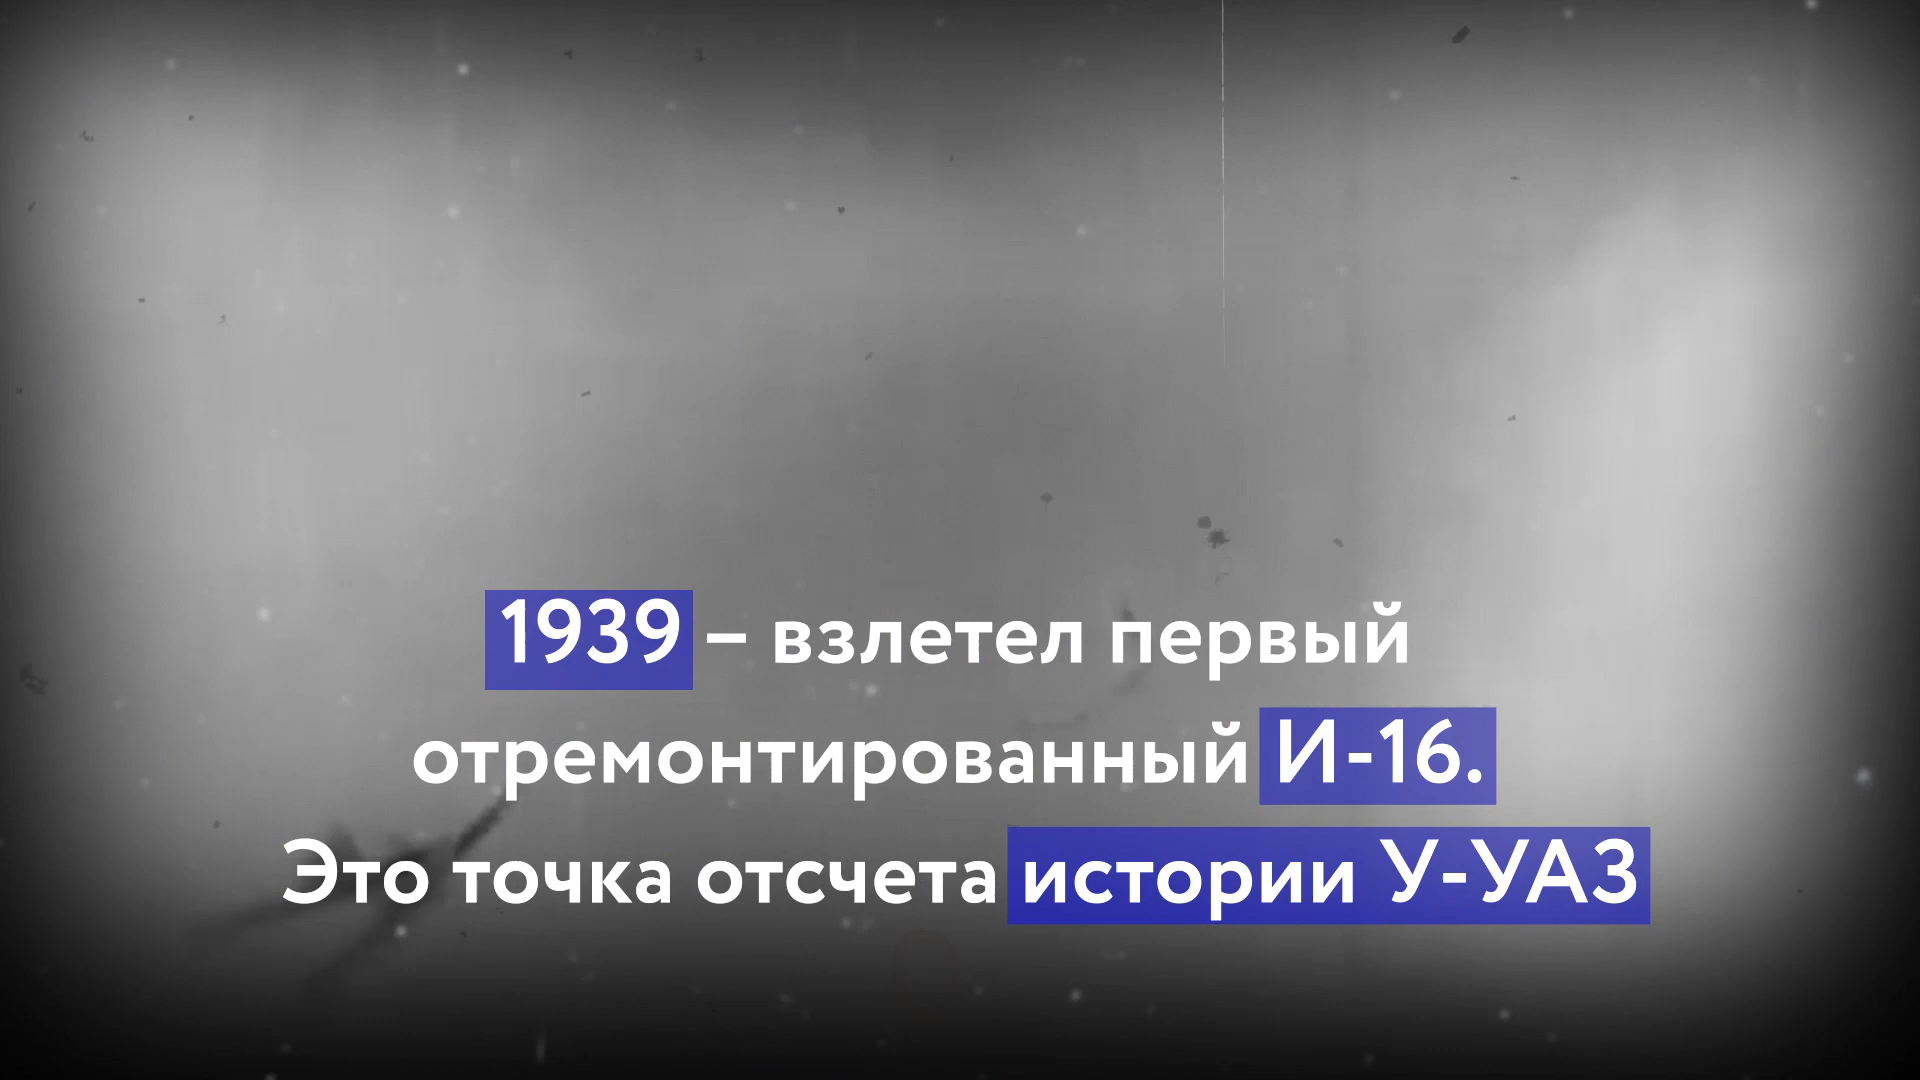 1939 – взлетел первый
отремонтированный И-16.
Это точка отсчета истории У-УАЗ